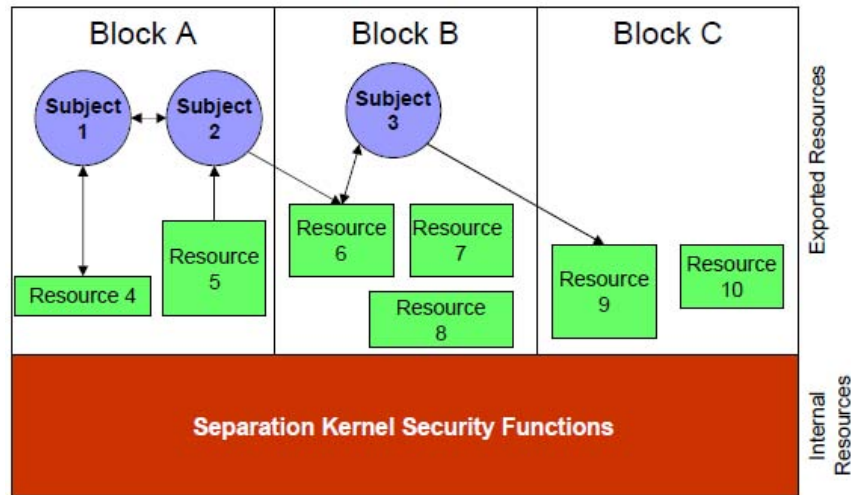 Block A
Block B
Block C
Subject
1
Subject
2
Subject
3
Resource 4
Resource
5
Resource
6
Resource
7
Resource
8
Resource
9
Resource
10
Exported Resources
Separation Kernel Security Functions
Internal
Resources